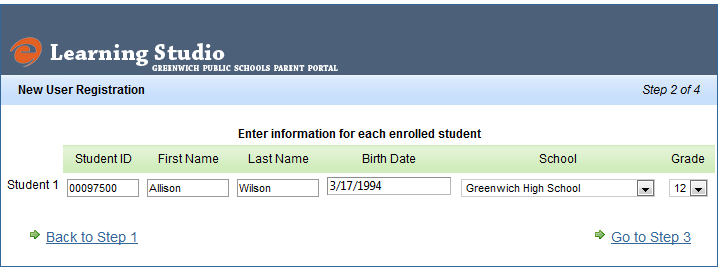 Learning Studio
GREENWICH PUBLIC SCHOOLS PARENT PORTAL
New User Registration Step 2 of 4
Enter information for each enrolled student
Student ID First Name Last Name Birth Date School Grade
Student 1 00097500 Allison Wilson 3/17/1994 Greenwich High School 12
Back to Step 1 Go to Step 3